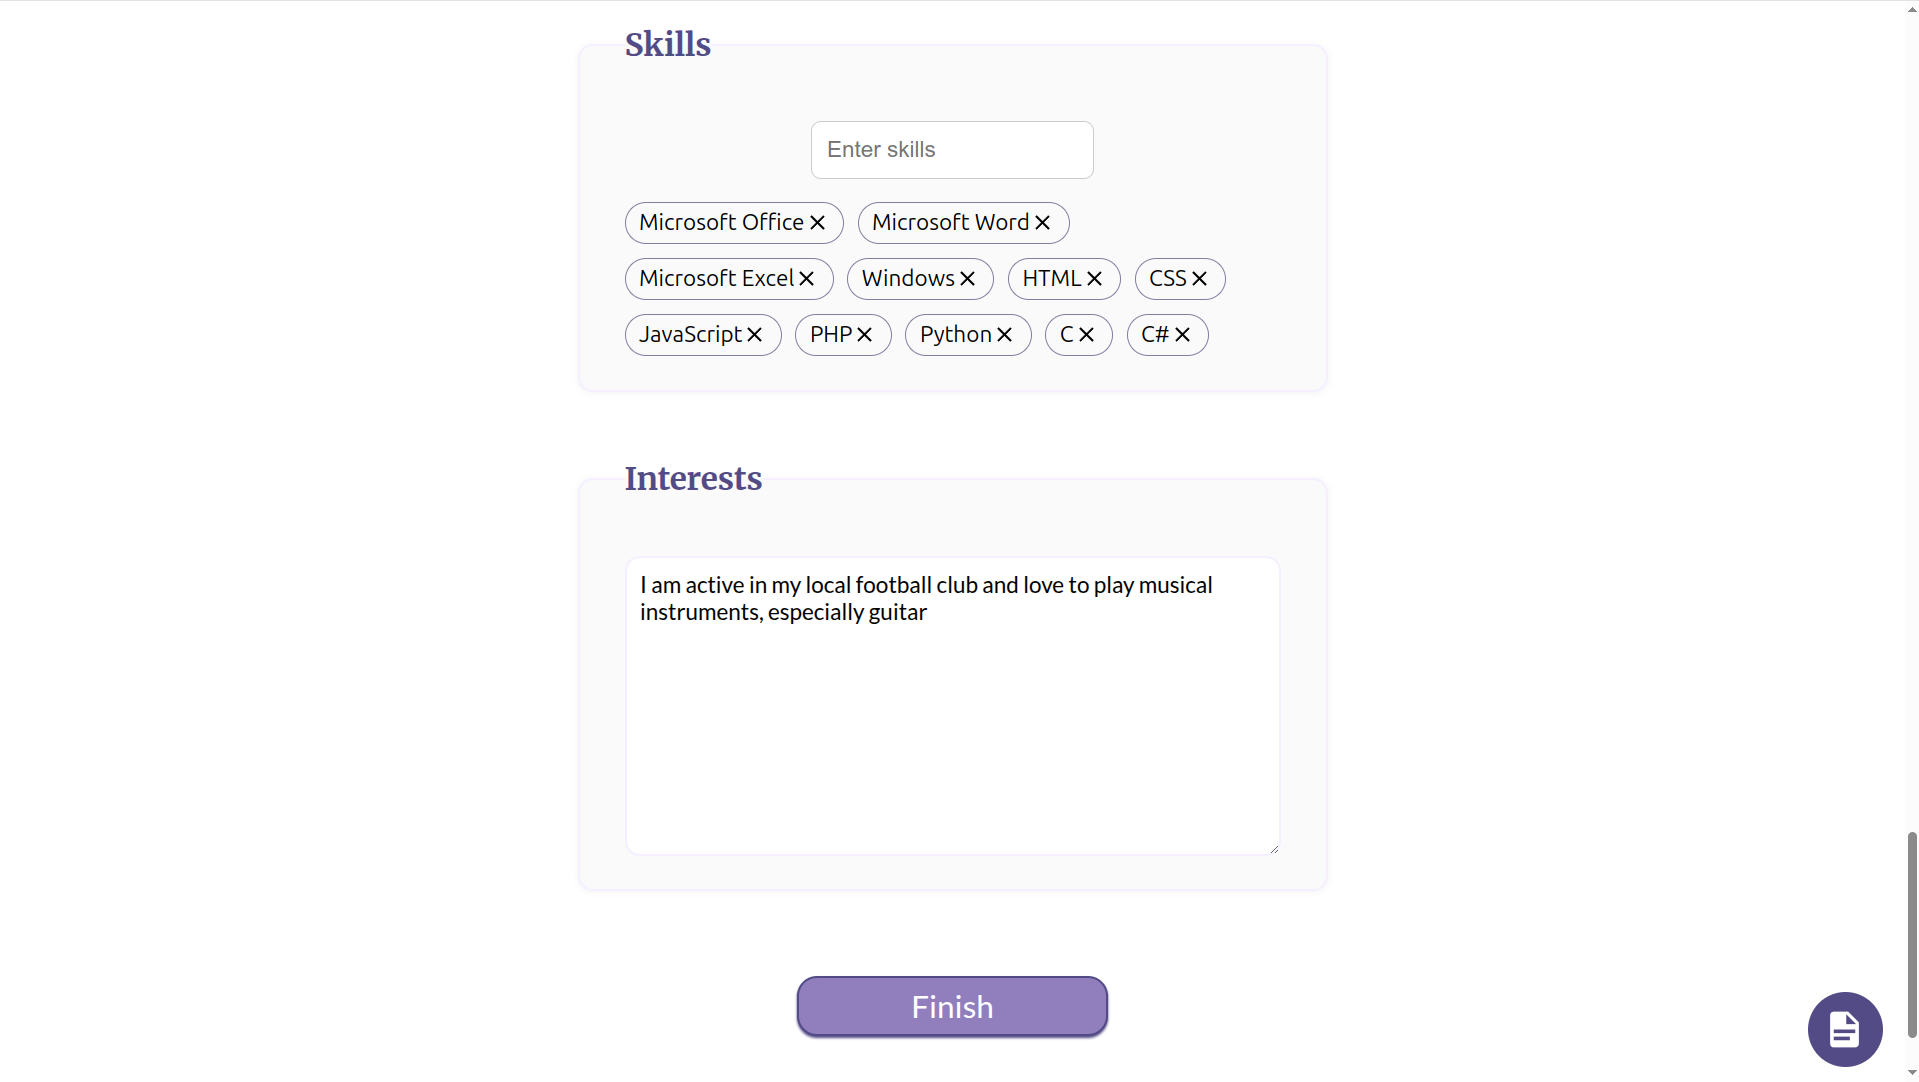 Skills
Enter skills
Microsoft Office Microsoft Word
Microsoft Excel Windows HTML CSS
JavaScript PHP Python C C#
Interests
I am active in my local football club and love to play musical
instruments, especially guitar
Finish